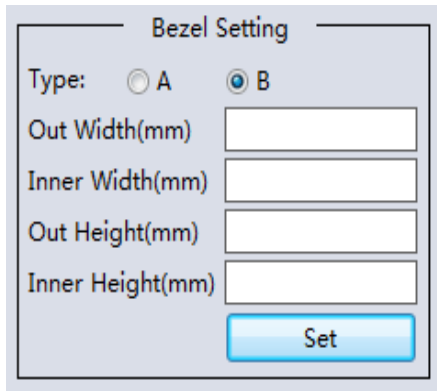 Bezel Setting
Type: A B
Out Width(mm)
Inner Width(mm)
Out Height(mm)
Inner Height(mm)
Set